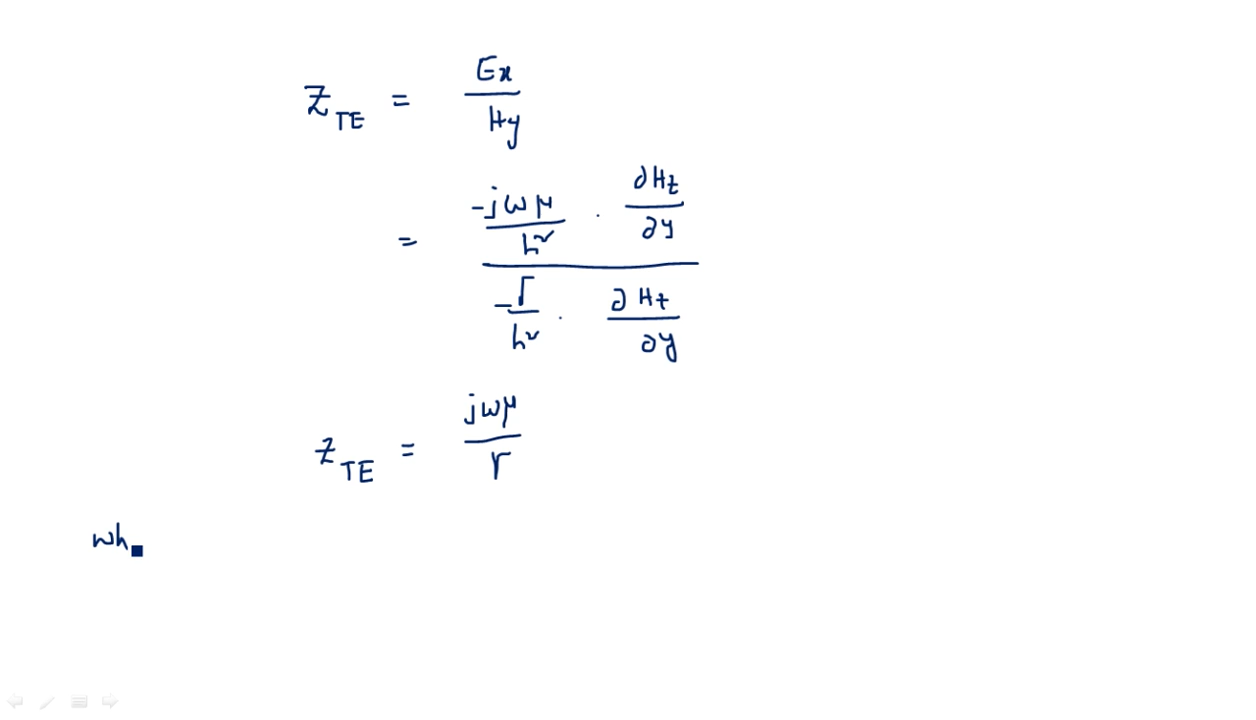 Z_TE = Ex / Hy
= (-jωμ / h² · ∂Hz / ∂y) / (-Γ / h² · ∂Hz / ∂y)
Z_TE = jωμ / Γ
wh